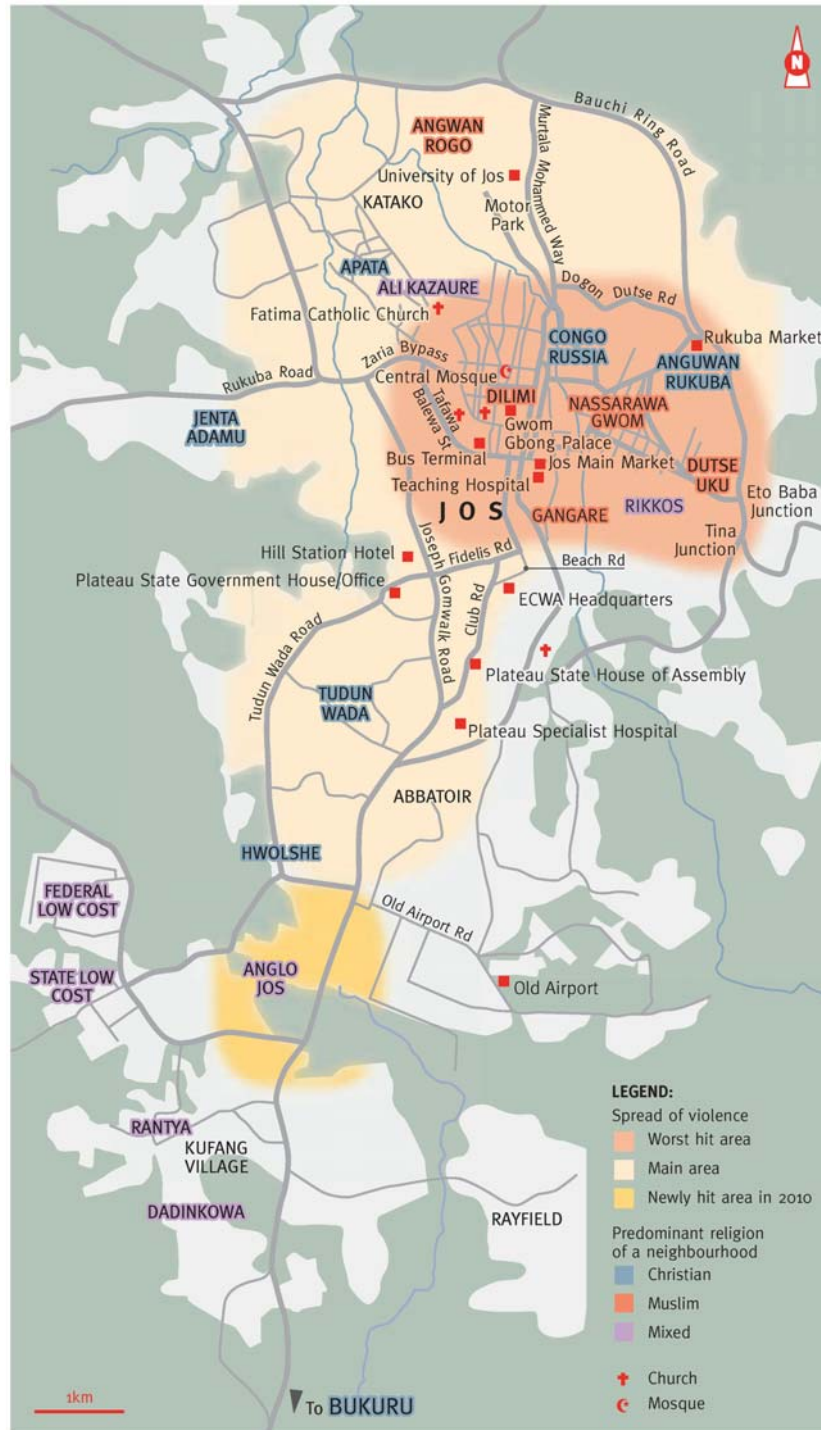 N
Bauchi Ring Road
ANGWAN
ROGO
Murtala Mohammed Way
University of Jos
KATAKO
Motor
Park
APATA
ALI KAZAURE
Dogon Dutse Rd
Fatima Catholic Church
CONGO
RUSSIA
Rukuba Market
Zaria Bypass
ANGUWAN
RUKUBA
Rukuba Road
Central Mosque
Tafawa
Balewa St
DILIMI
NASSARAWA
GWOM
JENTA
ADAMU
Gwom
Gbong Palace
Bus Terminal
Jos Main Market
DUTSE
UKU
Teaching Hospital
Eto Baba
Junction
JOS
GANGARE
RIKKOS
Tina
Junction
Hill Station Hotel
Joseph Gomwalk Road
Fidelis Rd
Beach Rd
Plateau State Government House/Office
Club Rd
ECWA Headquarters
Tudun Wada Road
Plateau State House of Assembly
TUDUN
WADA
Plateau Specialist Hospital
ABBATOIR
HWOLSHE
FEDERAL
LOW COST
Old Airport Rd
STATE LOW
COST
ANGLO
JOS
Old Airport
RANTYA
KUFANG
VILLAGE
DADINKOWA
RAYFIELD
LEGEND:
Spread of violence
Worst hit area
Main area
Newly hit area in 2010
Predominant religion
of a neighbourhood
Christian
Muslim
Mixed
Church
Mosque
1km
To BUKURU